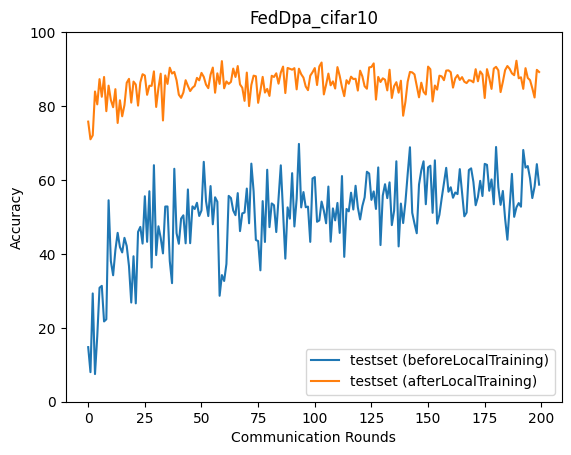 FedDpa_cifar10
100
80
60
40
20
0
Accuracy
0 25 50 75 100 125 150 175 200
Communication Rounds
testset (beforeLocalTraining)
testset (afterLocalTraining)